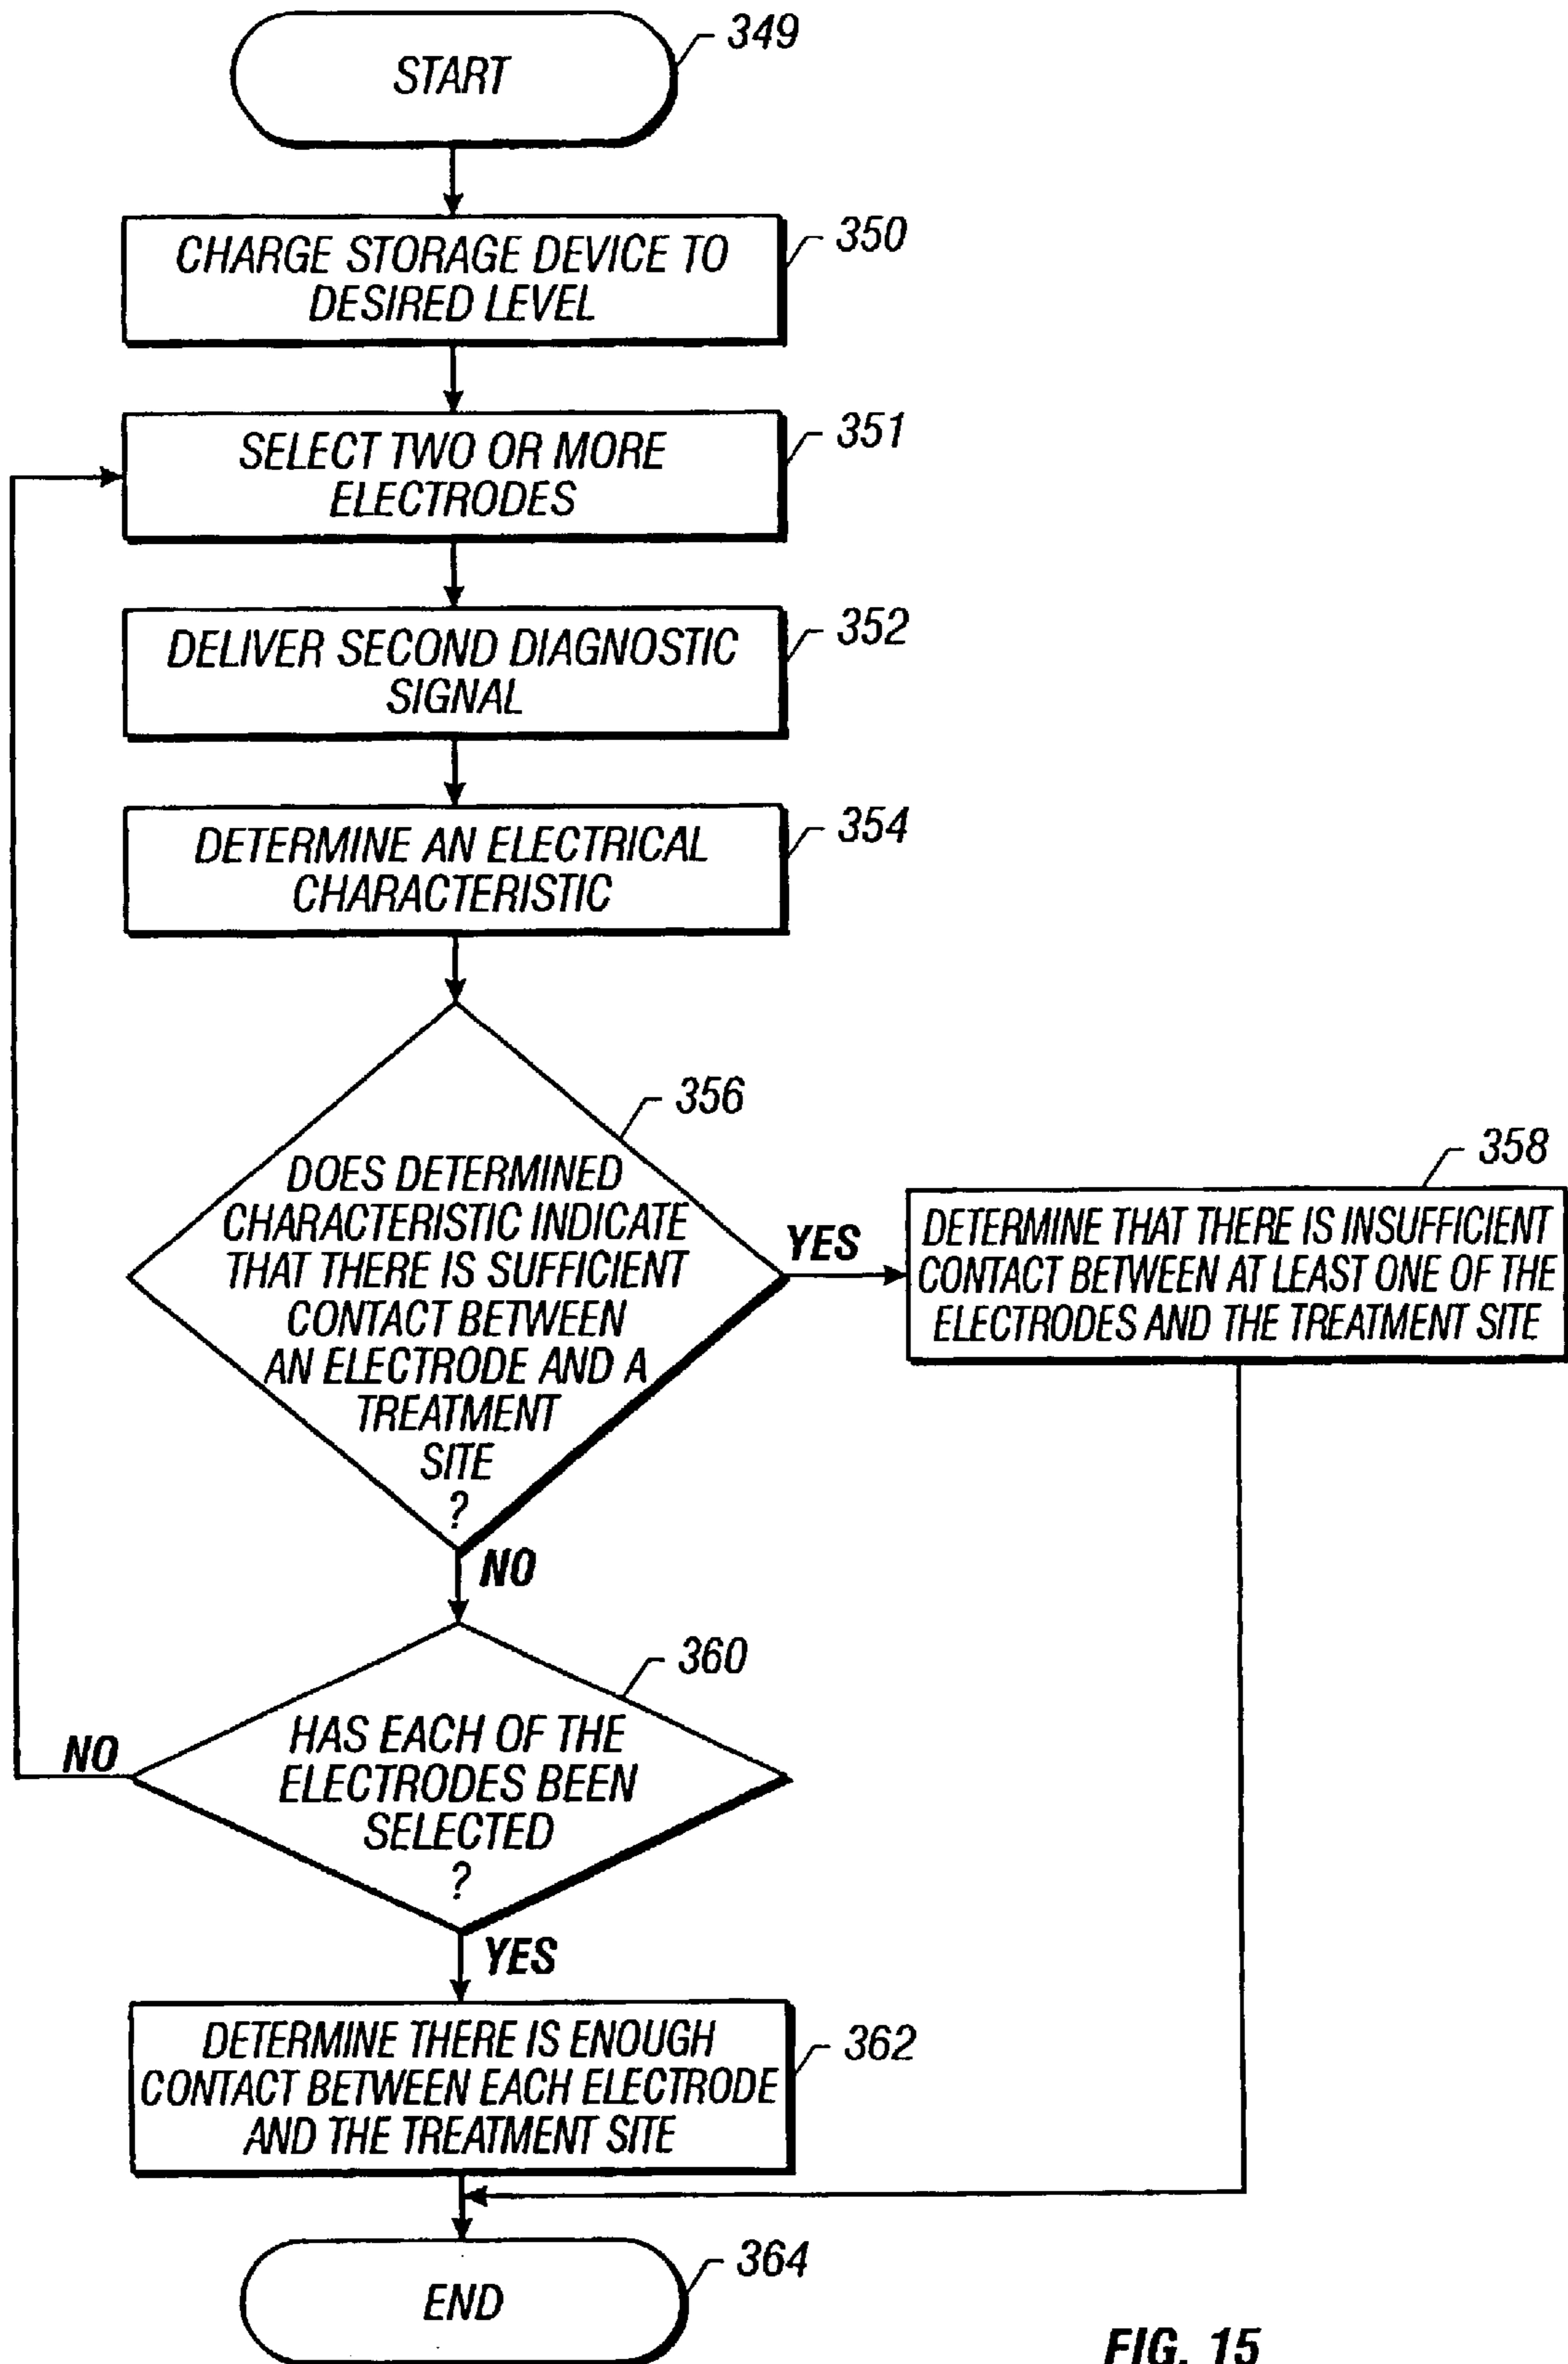 349
START
350
CHARGE STORAGE DEVICE TO
DESIRED LEVEL
351
SELECT TWO OR MORE
ELECTRODES
352
DELIVER SECOND DIAGNOSTIC
SIGNAL
354
DETERMINE AN ELECTRICAL
CHARACTERISTIC
356
DOES DETERMINED
CHARACTERISTIC INDICATE
THAT THERE IS SUFFICIENT
CONTACT BETWEEN
AN ELECTRODE AND A
TREATMENT
SITE
?
YES
358
DETERMINE THAT THERE IS INSUFFICIENT
CONTACT BETWEEN AT LEAST ONE OF THE
ELECTRODES AND THE TREATMENT SITE
NO
360
HAS EACH OF THE
ELECTRODES BEEN
SELECTED
?
NO
YES
362
DETERMINE THERE IS ENOUGH
CONTACT BETWEEN EACH ELECTRODE
AND THE TREATMENT SITE
364
END
FIG. 15